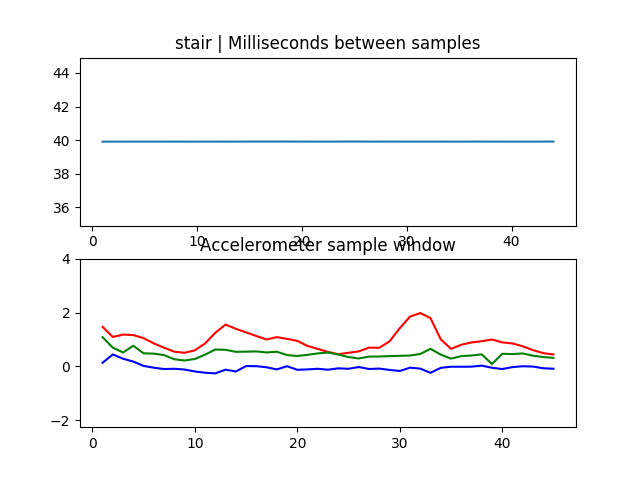 stair | Milliseconds between samples
44
42
40
38
36
0 10 20 30 40
Accelerometer sample window
4
2
0
−2
0 10 20 30 40